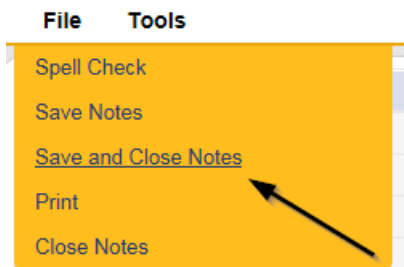 File Tools
Spell Check
Save Notes
Save and Close Notes
Print
Close Notes